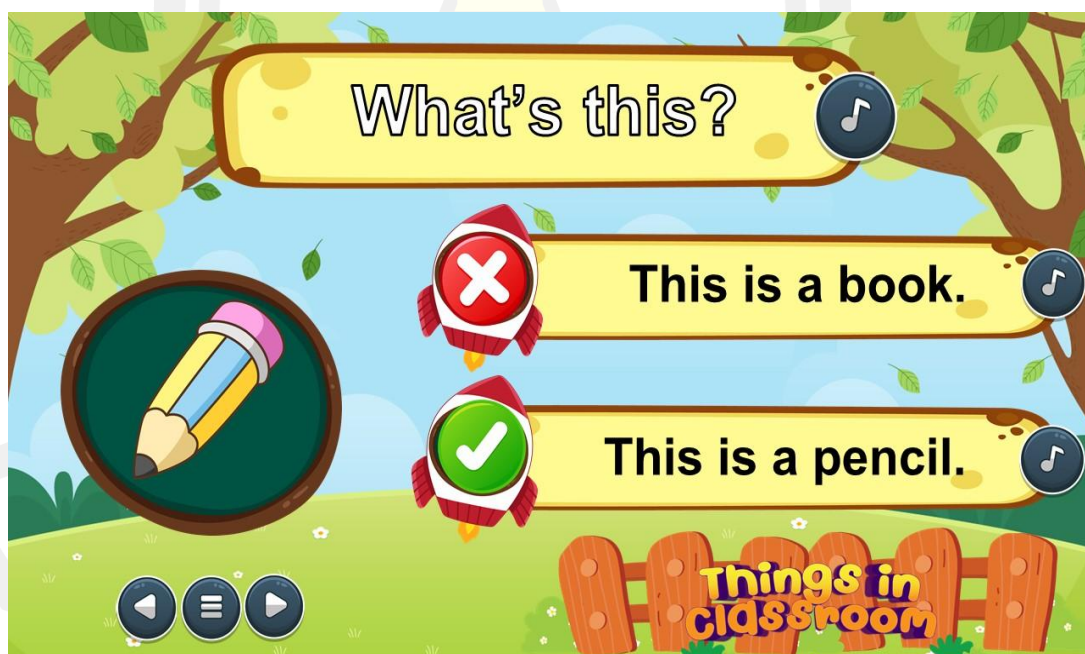 What's this?
This is a book.
This is a pencil.
Things in
classroom